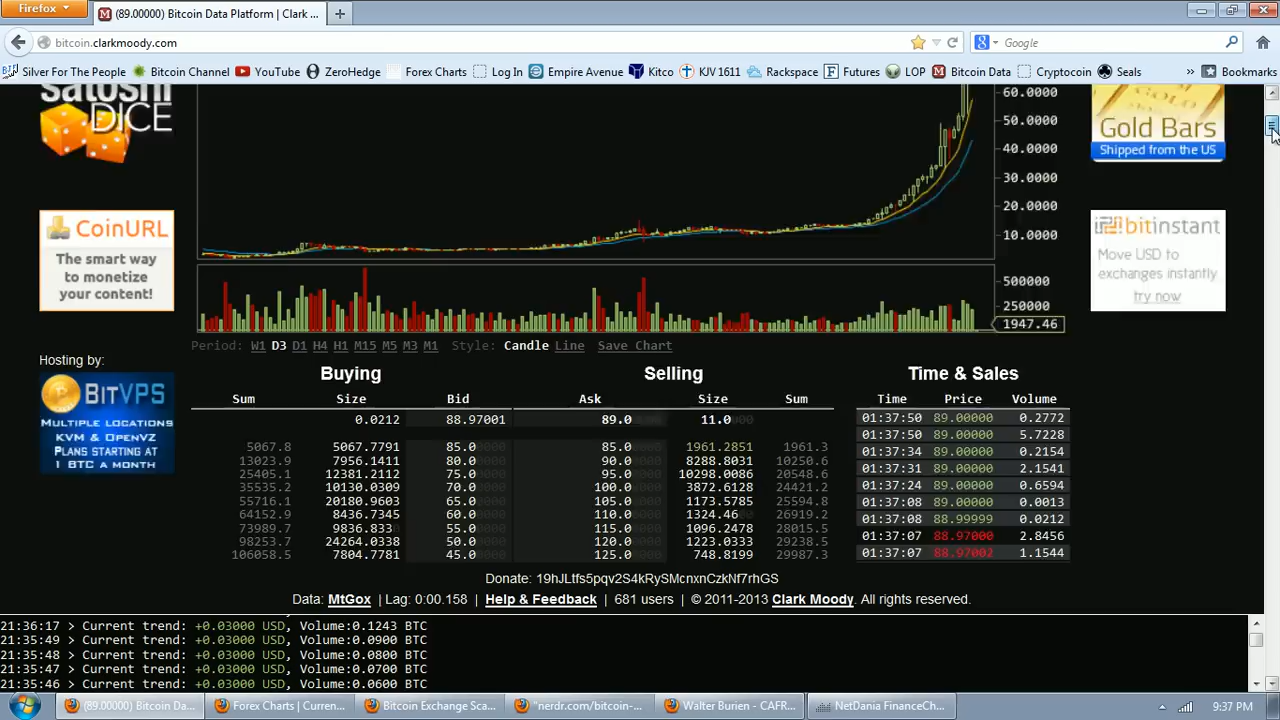 Firefox
(89.00000) Bitcoin Data Platform | Clark ...
bitcoin.clarkmoody.com
Google
Silver For The People Bitcoin Channel YouTube ZeroHedge Forex Charts Log In Empire Avenue Kitco KJV 1611 Rackspace Futures LOP Bitcoin Data Cryptocoin Seals » Bookmarks
satoshi
DICE
60.0000
50.0000
40.0000
30.0000
20.0000
10.0000
500000
250000
1947.46
Gold Bars
Shipped from the US
CoinURL
The smart way
to monetize
your content!
bitinstant
Move USD to
exchanges instantly
try now
Period: W1 D3 D1 H4 H1 M15 M5 M3 M1 Style: Candle Line Save Chart
Hosting by:
BitVPS
MULTIPLE LOCATIONS
KVM & OPENVZ
PLANS STARTING AT
1 BTC A MONTH
Buying Selling Time & Sales
Sum Size Bid Ask Size Sum Time Price Volume
0.0212 88.97001 89.0 11.0
5067.8 5067.7791 85.0 85.0 1961.2851 1961.3
13023.9 7956.1411 80.0 90.0 8288.8031 10250.6
25405.1 12381.2112 75.0 95.0 10298.0086 20548.6
35535.2 10130.0309 70.0 100.0 3872.6128 24421.2
55716.1 20180.9603 65.0 105.0 1173.5785 25594.8
64152.9 8436.7345 60.0 110.0 1324.46 26919.2
73989.7 9836.833 55.0 115.0 1096.2478 28015.5
98253.7 24264.0338 50.0 120.0 1223.0333 29238.5
106058.5 7804.7781 45.0 125.0 748.8199 29987.3
01:37:50 89.00000 0.2772
01:37:50 89.00000 5.7228
01:37:34 89.00000 0.2154
01:37:31 89.00000 2.1541
01:37:24 89.00000 0.6594
01:37:08 89.00000 0.0013
01:37:08 88.99999 0.0212
01:37:07 88.97000 2.8456
01:37:07 88.97002 1.1544
Donate: 19hJLtfs5pqv2S4kRySMcnxnCzkNf7rhGS
Data: MtGox | Lag: 0:00.158 | Help & Feedback | 681 users | © 2011-2013 Clark Moody. All rights reserved.
21:36:17 > Current trend: +0.03000 USD, Volume:0.1243 BTC
21:35:49 > Current trend: +0.03000 USD, Volume:0.0900 BTC
21:35:48 > Current trend: +0.03000 USD, Volume:0.0800 BTC
21:35:47 > Current trend: +0.03000 USD, Volume:0.0700 BTC
21:35:46 > Current trend: +0.03000 USD, Volume:0.0600 BTC
(89.00000) Bitcoin Da... Forex Charts | Curren... Bitcoin Exchange Sca... "nerdr.com/bitcoin-... Walter Burien - CAFR... NetDania FinanceCh... 9:37 PM